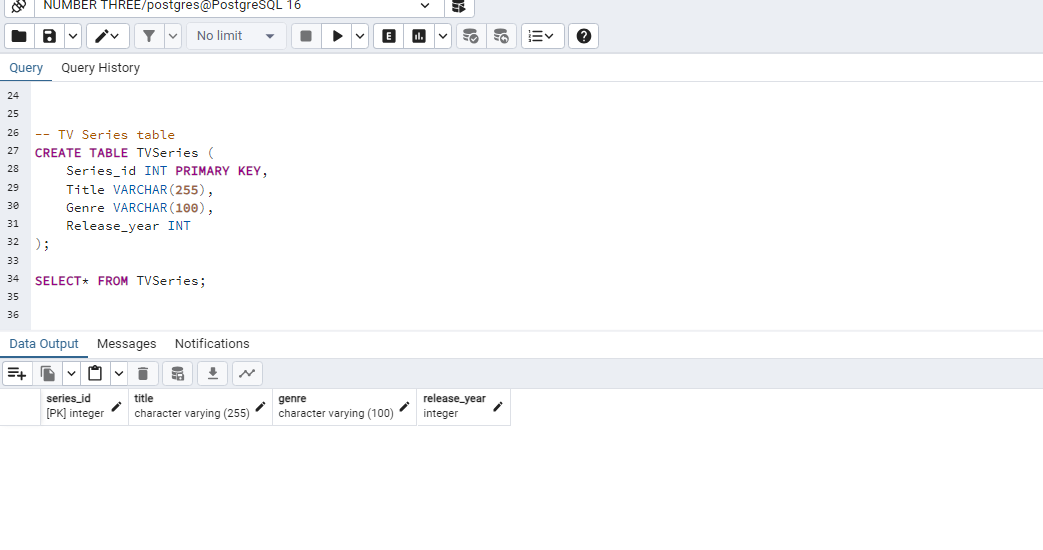 NUMBER THREE/postgres@PostgreSQL 16
No limit
E
Query Query History
24
25
26 -- TV Series table
27 CREATE TABLE TVSeries (
28 Series_id INT PRIMARY KEY,
29 Title VARCHAR(255),
30 Genre VARCHAR(100),
31 Release_year INT
32 );
33
34 SELECT* FROM TVSeries;
35
36
Data Output Messages Notifications
series_id title genre release_year
[PK] integer character varying (255) character varying (100) integer